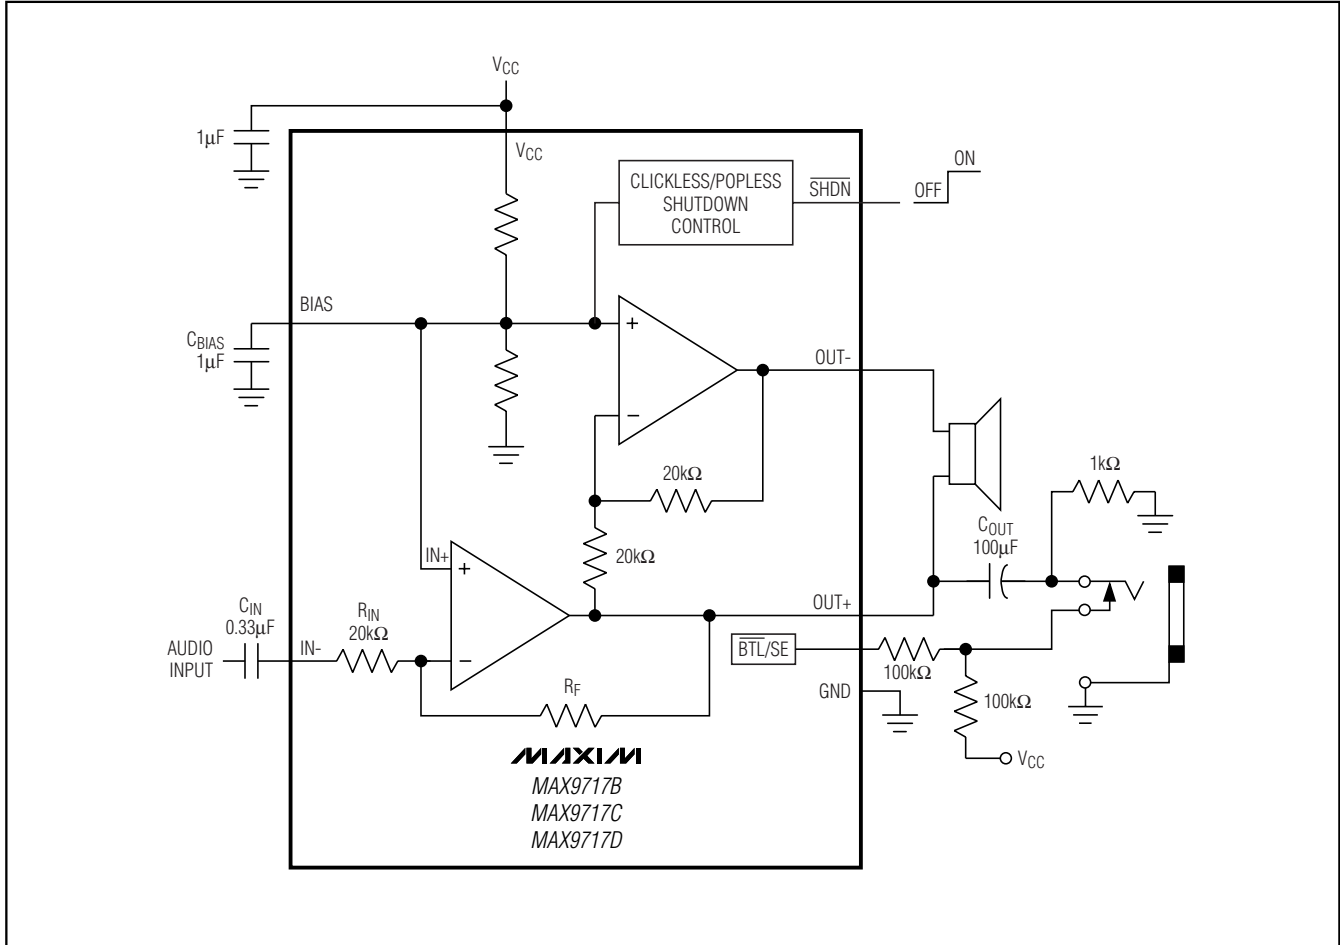 VCC
1µF
VCC
CLICKLESS/POPLESS
SHUTDOWN
CONTROL
SHDN
OFF
ON
BIAS
CBIAS
1µF
+
−
OUT-
20kΩ
1kΩ
COUT
100µF
20kΩ
IN+
+
−
OUT+
CIN
0.33µF
RIN
20kΩ
AUDIO
INPUT
IN-
BTL/SE
100kΩ
RF
GND
100kΩ
VCC
MAXIM
MAX9717B
MAX9717C
MAX9717D